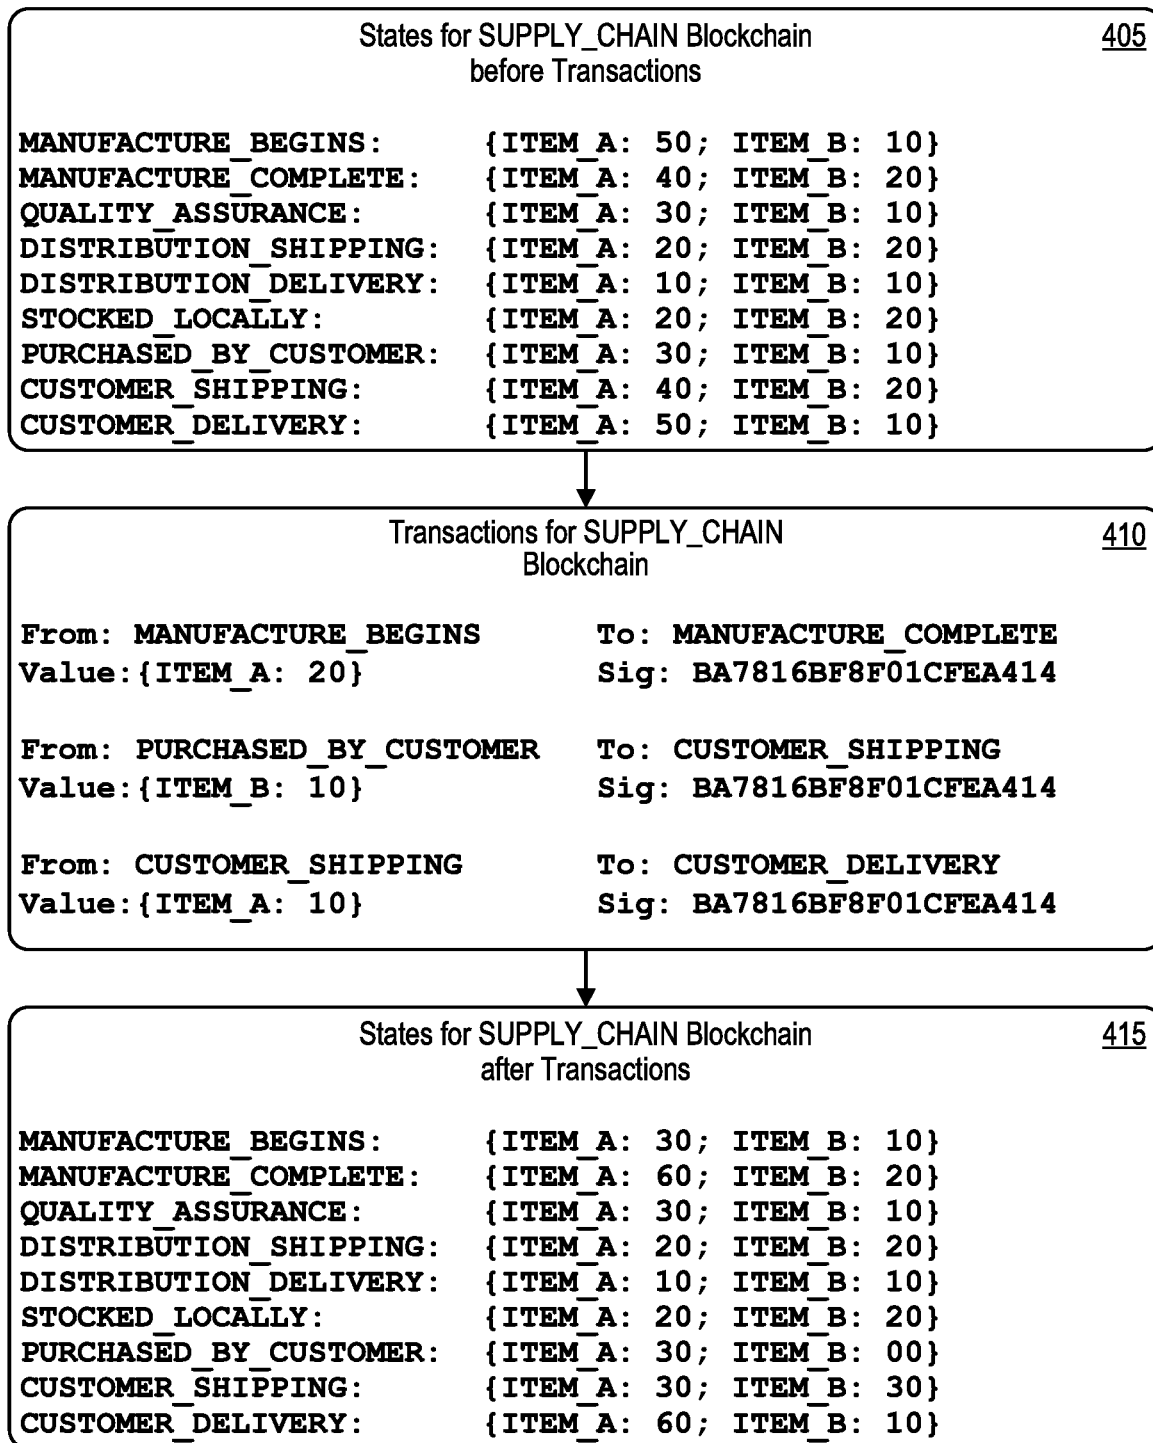 States for SUPPLY_CHAIN Blockchain 405
before Transactions
MANUFACTURE_BEGINS: {ITEM_A: 50; ITEM_B: 10}
MANUFACTURE_COMPLETE: {ITEM_A: 40; ITEM_B: 20}
QUALITY_ASSURANCE: {ITEM_A: 30; ITEM_B: 10}
DISTRIBUTION_SHIPPING: {ITEM_A: 20; ITEM_B: 20}
DISTRIBUTION_DELIVERY: {ITEM_A: 10; ITEM_B: 10}
STOCKED_LOCALLY: {ITEM_A: 20; ITEM_B: 20}
PURCHASED_BY_CUSTOMER: {ITEM_A: 30; ITEM_B: 10}
CUSTOMER_SHIPPING: {ITEM_A: 40; ITEM_B: 20}
CUSTOMER_DELIVERY: {ITEM_A: 50; ITEM_B: 10}
Transactions for SUPPLY_CHAIN 410
Blockchain
From: MANUFACTURE_BEGINS To: MANUFACTURE_COMPLETE
Value:{ITEM_A: 20} Sig: BA7816BF8F01CFEA414
From: PURCHASED_BY_CUSTOMER To: CUSTOMER_SHIPPING
Value:{ITEM_B: 10} Sig: BA7816BF8F01CFEA414
From: CUSTOMER_SHIPPING To: CUSTOMER_DELIVERY
Value:{ITEM_A: 10} Sig: BA7816BF8F01CFEA414
States for SUPPLY_CHAIN Blockchain 415
after Transactions
MANUFACTURE_BEGINS: {ITEM_A: 30; ITEM_B: 10}
MANUFACTURE_COMPLETE: {ITEM_A: 60; ITEM_B: 20}
QUALITY_ASSURANCE: {ITEM_A: 30; ITEM_B: 10}
DISTRIBUTION_SHIPPING: {ITEM_A: 20; ITEM_B: 20}
DISTRIBUTION_DELIVERY: {ITEM_A: 10; ITEM_B: 10}
STOCKED_LOCALLY: {ITEM_A: 20; ITEM_B: 20}
PURCHASED_BY_CUSTOMER: {ITEM_A: 30; ITEM_B: 00}
CUSTOMER_SHIPPING: {ITEM_A: 30; ITEM_B: 30}
CUSTOMER_DELIVERY: {ITEM_A: 60; ITEM_B: 10}